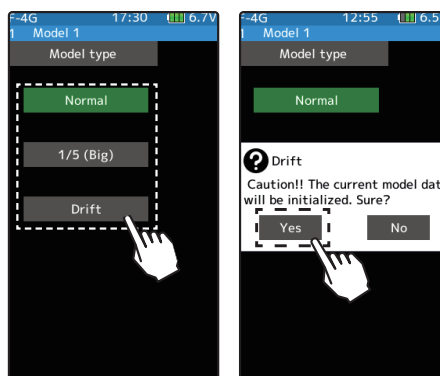 F-4G 17:30 6.7V
1 Model 1
Model type
Normal
1/5 (Big)
Drift
F-4G 12:55 6.5
1 Model 1
Model type
Normal
? Drift
Caution!! The current model dat
will be initialized. Sure?
Yes No